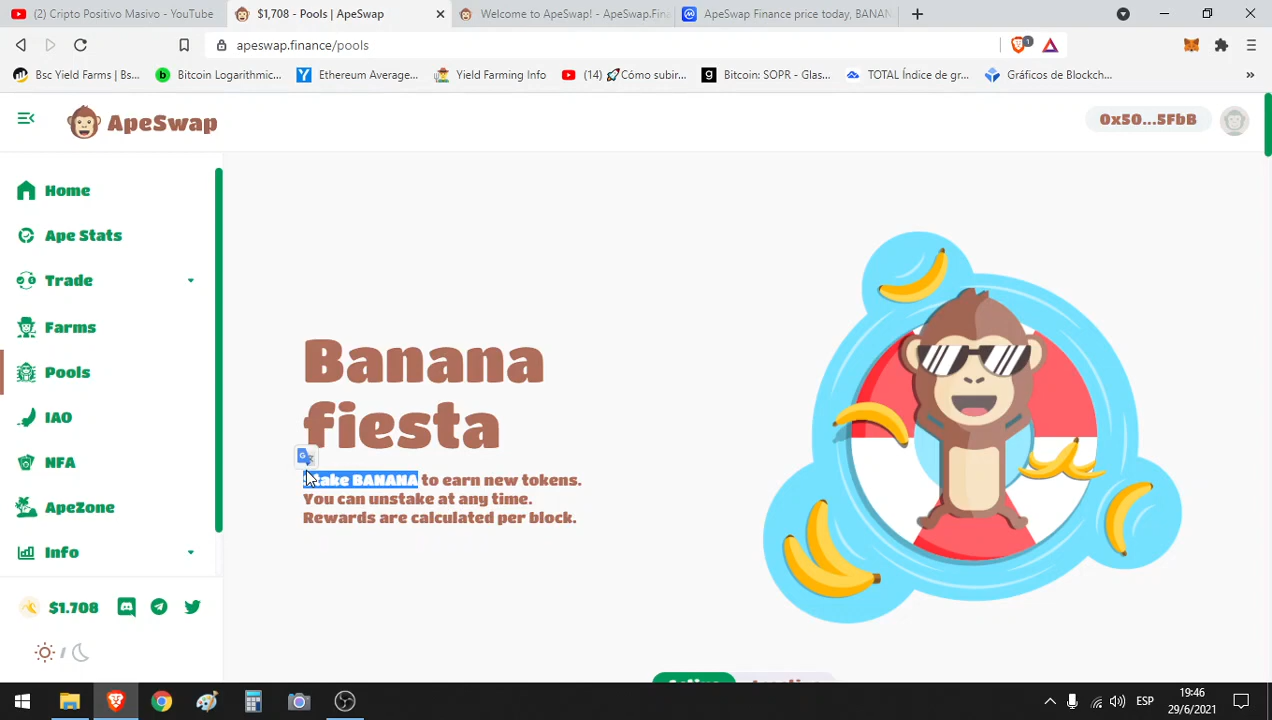 (2) Cripto Positivo Masivo - YouTube
$1,708 - Pools | ApeSwap
Welcome to ApeSwap! - ApeSwap.Fin
ApeSwap Finance price today, BANAN
apeswap.finance/pools
1
Bsc Yield Farms | Bs...
Bitcoin Logarithmic...
Ethereum Average...
Yield Farming Info
(14) 🚀Cómo subir...
Bitcoin: SOPR - Glas...
TOTAL Índice de gr...
Gráficos de Blockch...
»
ApeSwap
0x50...5FbB
Home
Ape Stats
Trade
Farms
Pools
IAO
NFA
ApeZone
Info
$1.708
/
Banana
fiesta
Stake BANANA to earn new tokens.
You can unstake at any time.
Rewards are calculated per block.
ESP
19:46
29/6/2021